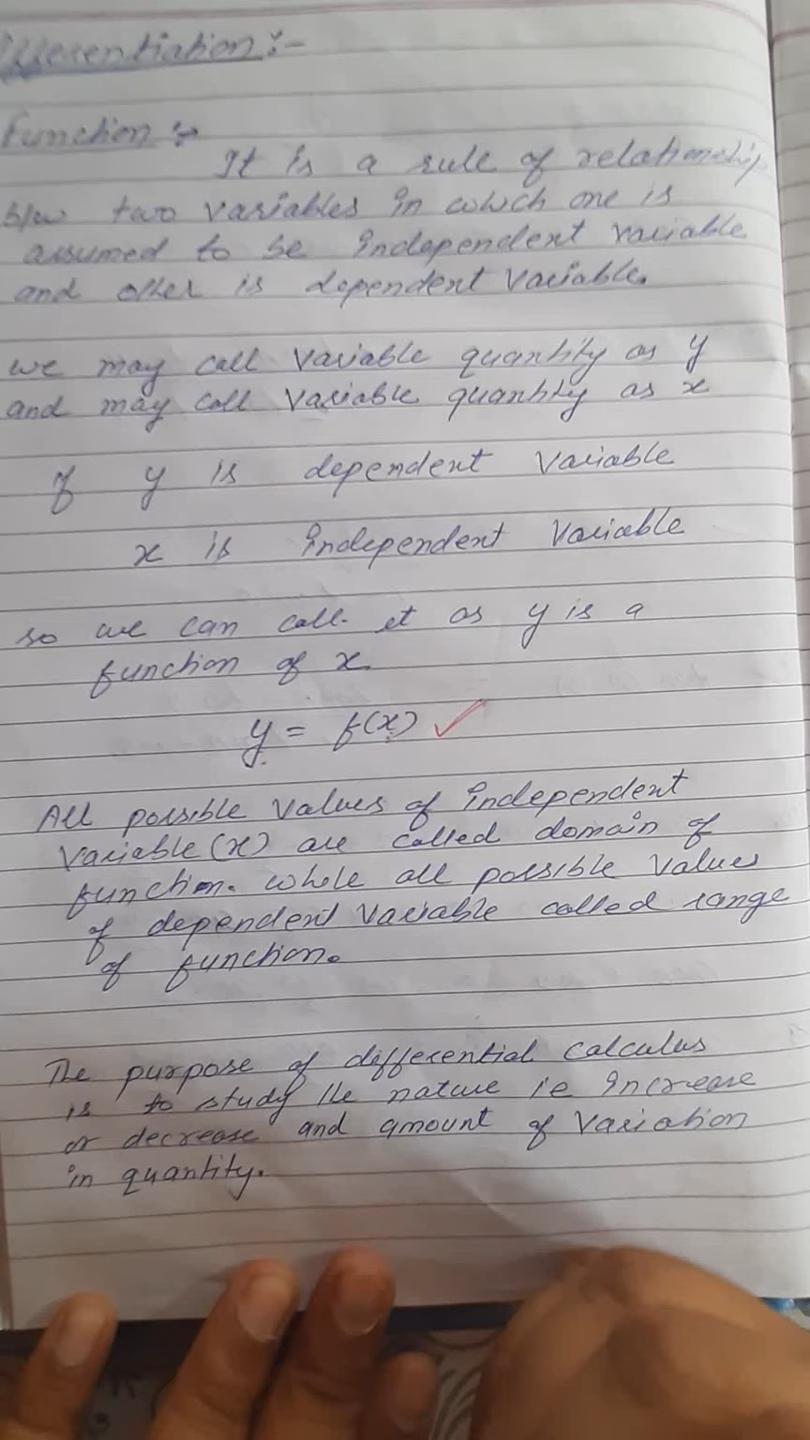 Differentiation :-
Function :-
It is a rule of relationship
b/w two variables in which one is
assumed to be independent variable
and other is dependent variable.
we may call variable quantity as y
and may call variable quantity as x
if y is dependent variable
x is independent variable
so we can call it as y is a
function of x
y = f(x) ✓
All possible values of independent
variable (x) are called domain of
function. whole all possible values
of dependent variable called range
of function.
The purpose of differential calculus
is to study the nature ie increase
or decrease and amount of variation
in quantity.